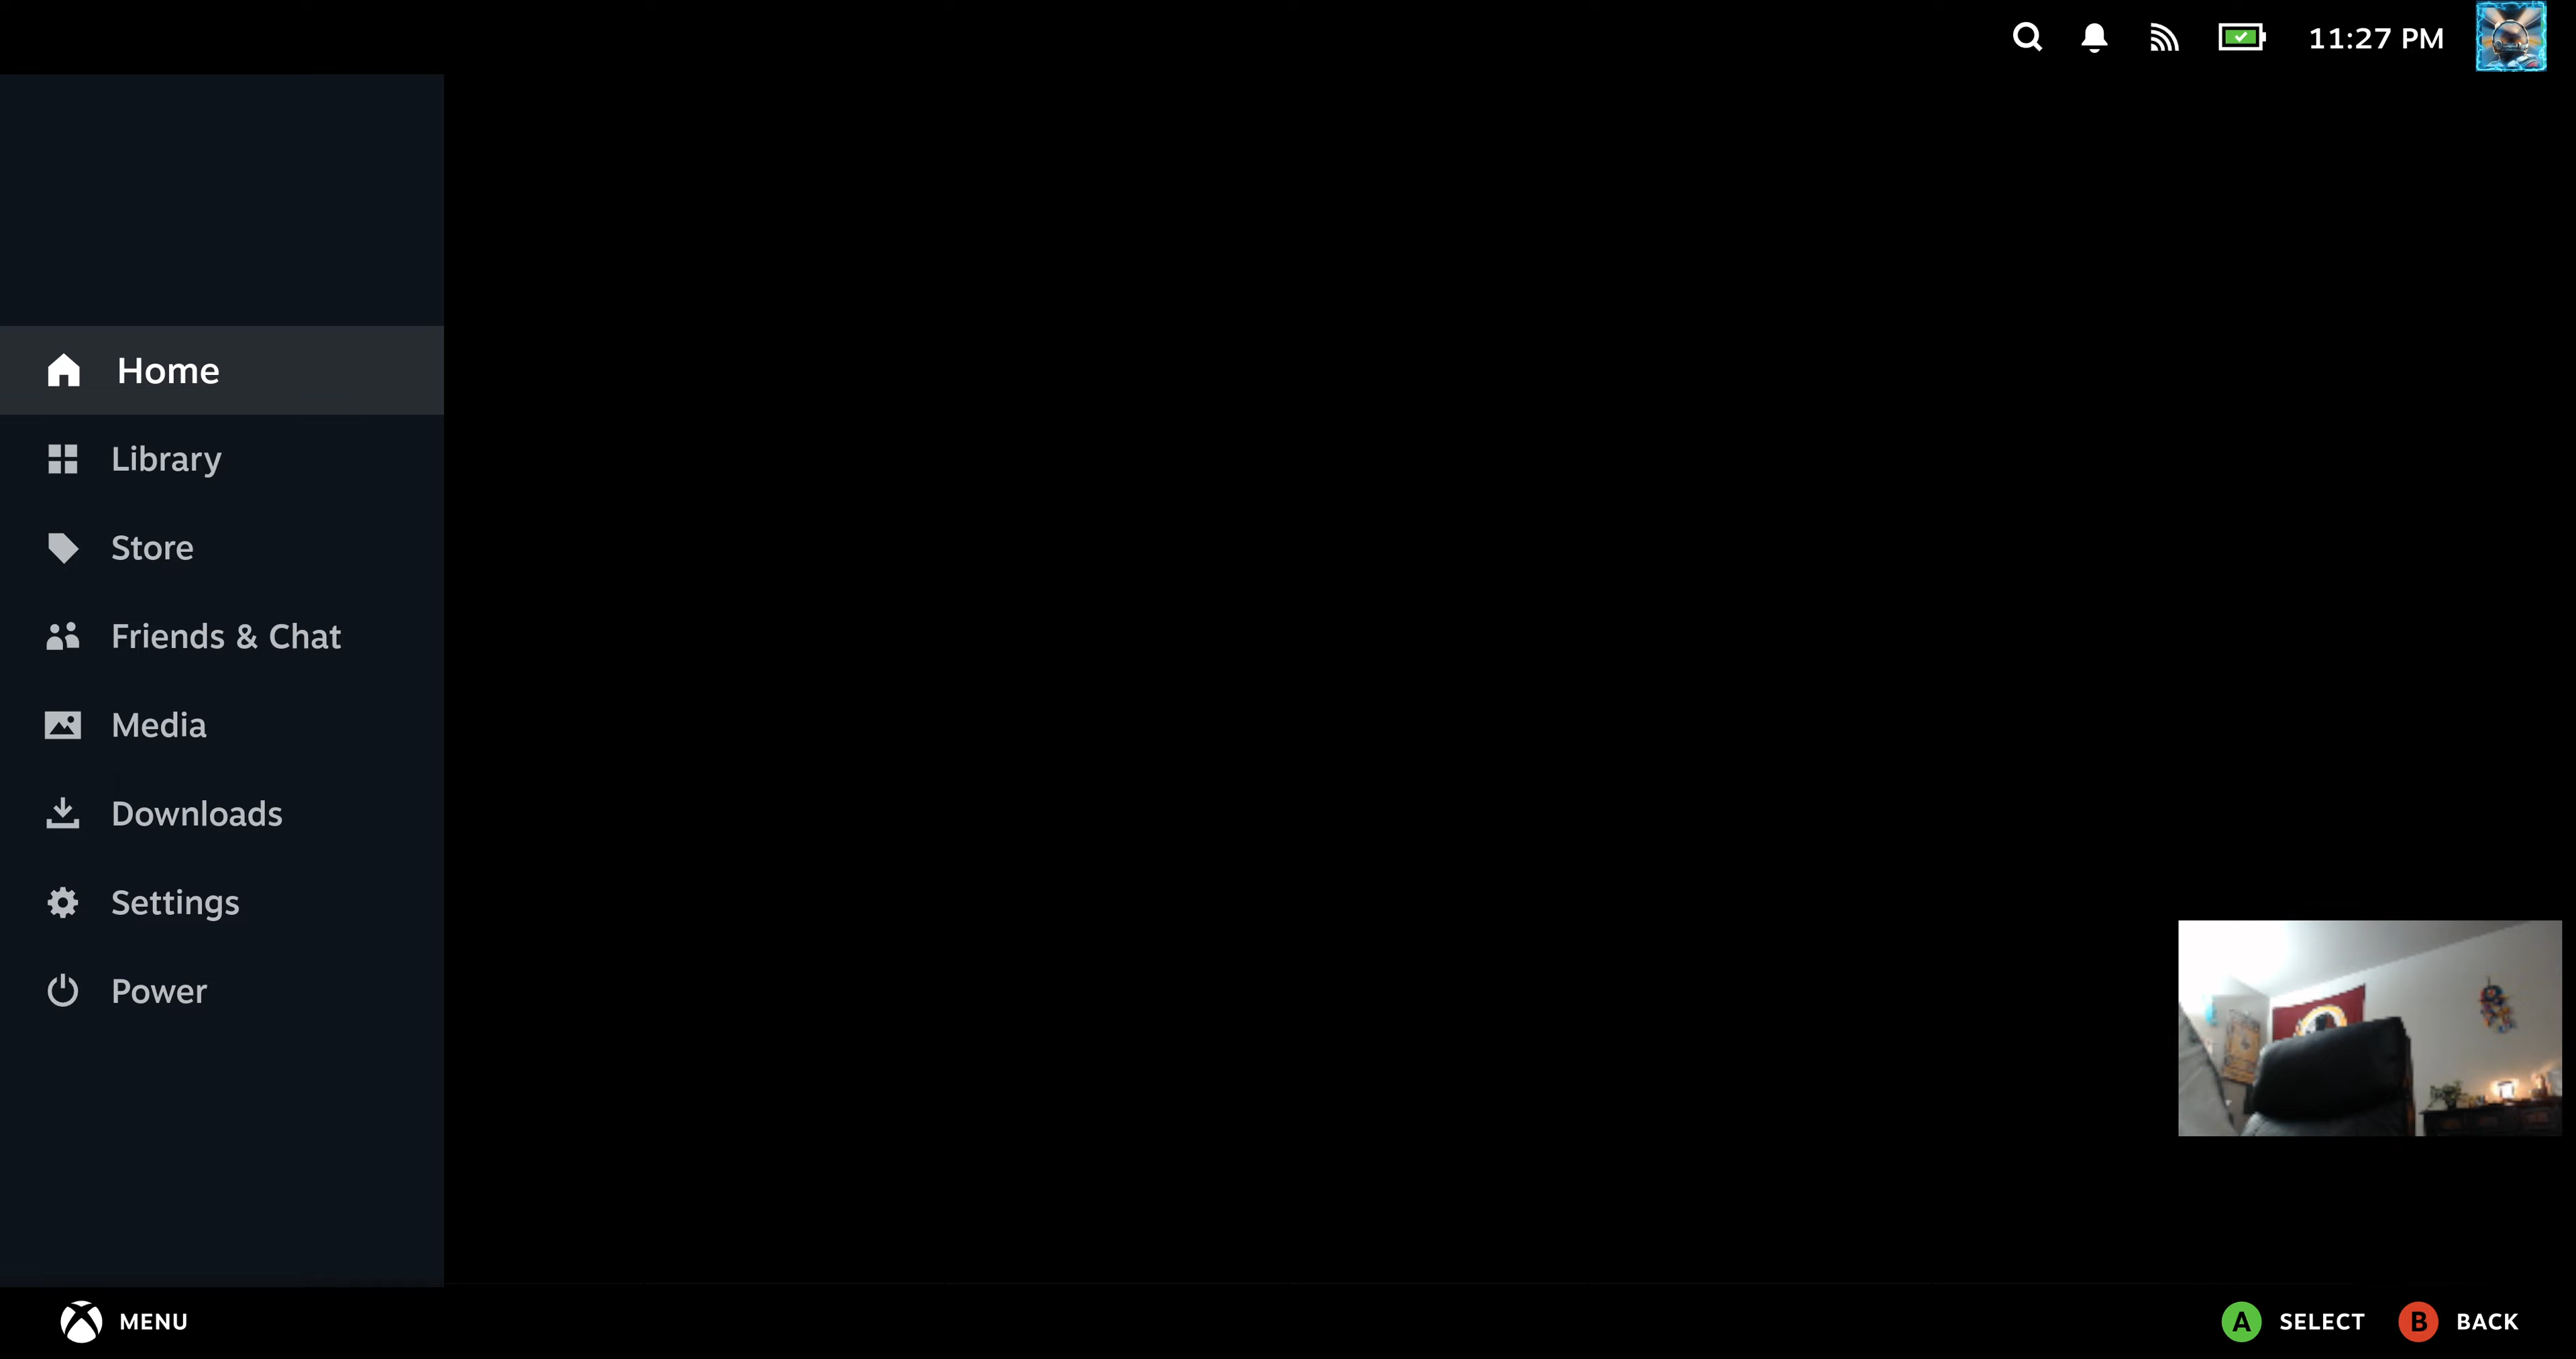 11:27 PM
Home
Library
Store
Friends & Chat
Media
Downloads
Settings
Power
MENU
A SELECT B BACK